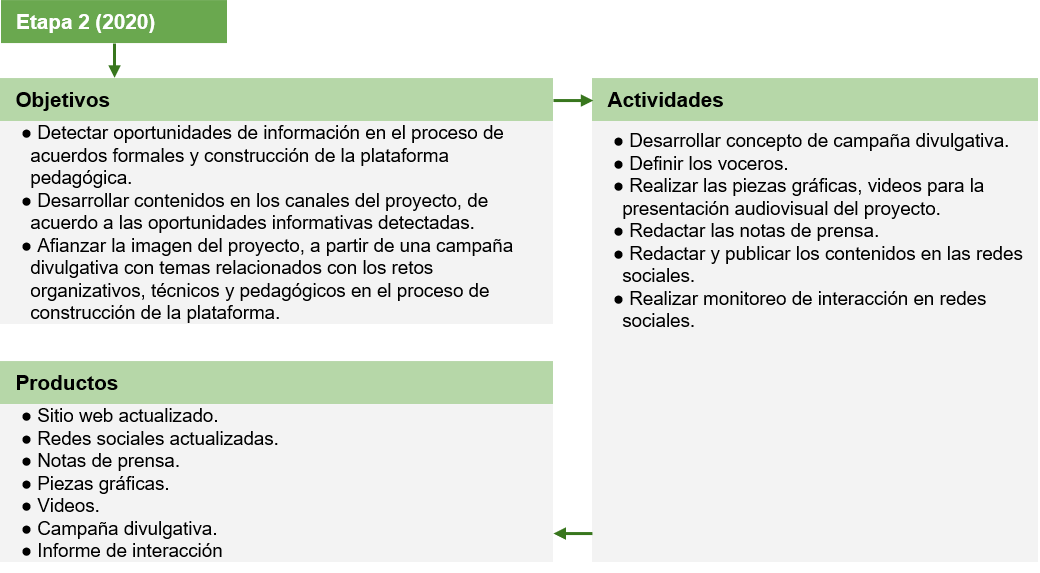 Etapa 2 (2020)
Objetivos
● Detectar oportunidades de información en el proceso de
acuerdos formales y construcción de la plataforma
pedagógica.
● Desarrollar contenidos en los canales del proyecto, de
acuerdo a las oportunidades informativas detectadas.
● Afianzar la imagen del proyecto, a partir de una campaña
divulgativa con temas relacionados con los retos
organizativos, técnicos y pedagógicos en el proceso de
construcción de la plataforma.
Actividades
● Desarrollar concepto de campaña divulgativa.
● Definir los voceros.
● Realizar las piezas gráficas, videos para la
presentación audiovisual del proyecto.
● Redactar las notas de prensa.
● Redactar y publicar los contenidos en las redes
sociales.
● Realizar monitoreo de interacción en redes
sociales.
Productos
● Sitio web actualizado.
● Redes sociales actualizadas.
● Notas de prensa.
● Piezas gráficas.
● Videos.
● Campaña divulgativa.
● Informe de interacción